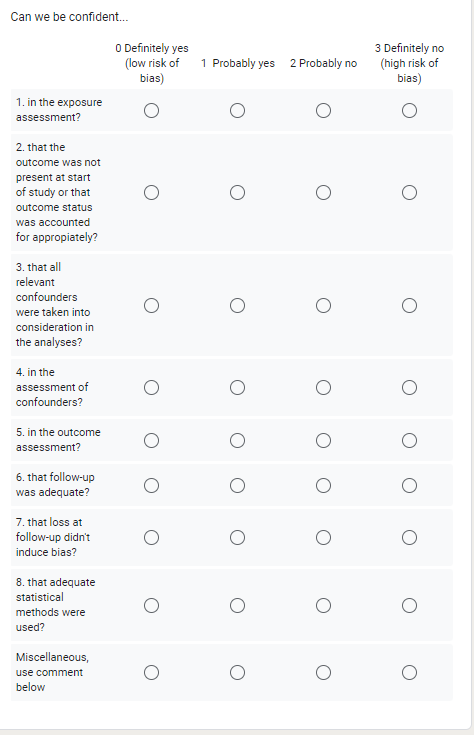 Can we be confident...
0 Definitely yes (low risk of bias)
1 Probably yes
2 Probably no
3 Definitely no (high risk of bias)
1. in the exposure
assessment?
2. that the
outcome was not
present at start
of study or that
outcome status
was accounted
for appropiately?
3. that all
relevant
confounders
were taken into
consideration in
the analyses?
4. in the
assessment of
confounders?
5. in the outcome
assessment?
6. that follow-up
was adequate?
7. that loss at
follow-up didn't
induce bias?
8. that adequate
statistical
methods were
used?
Miscellaneous,
use comment
below